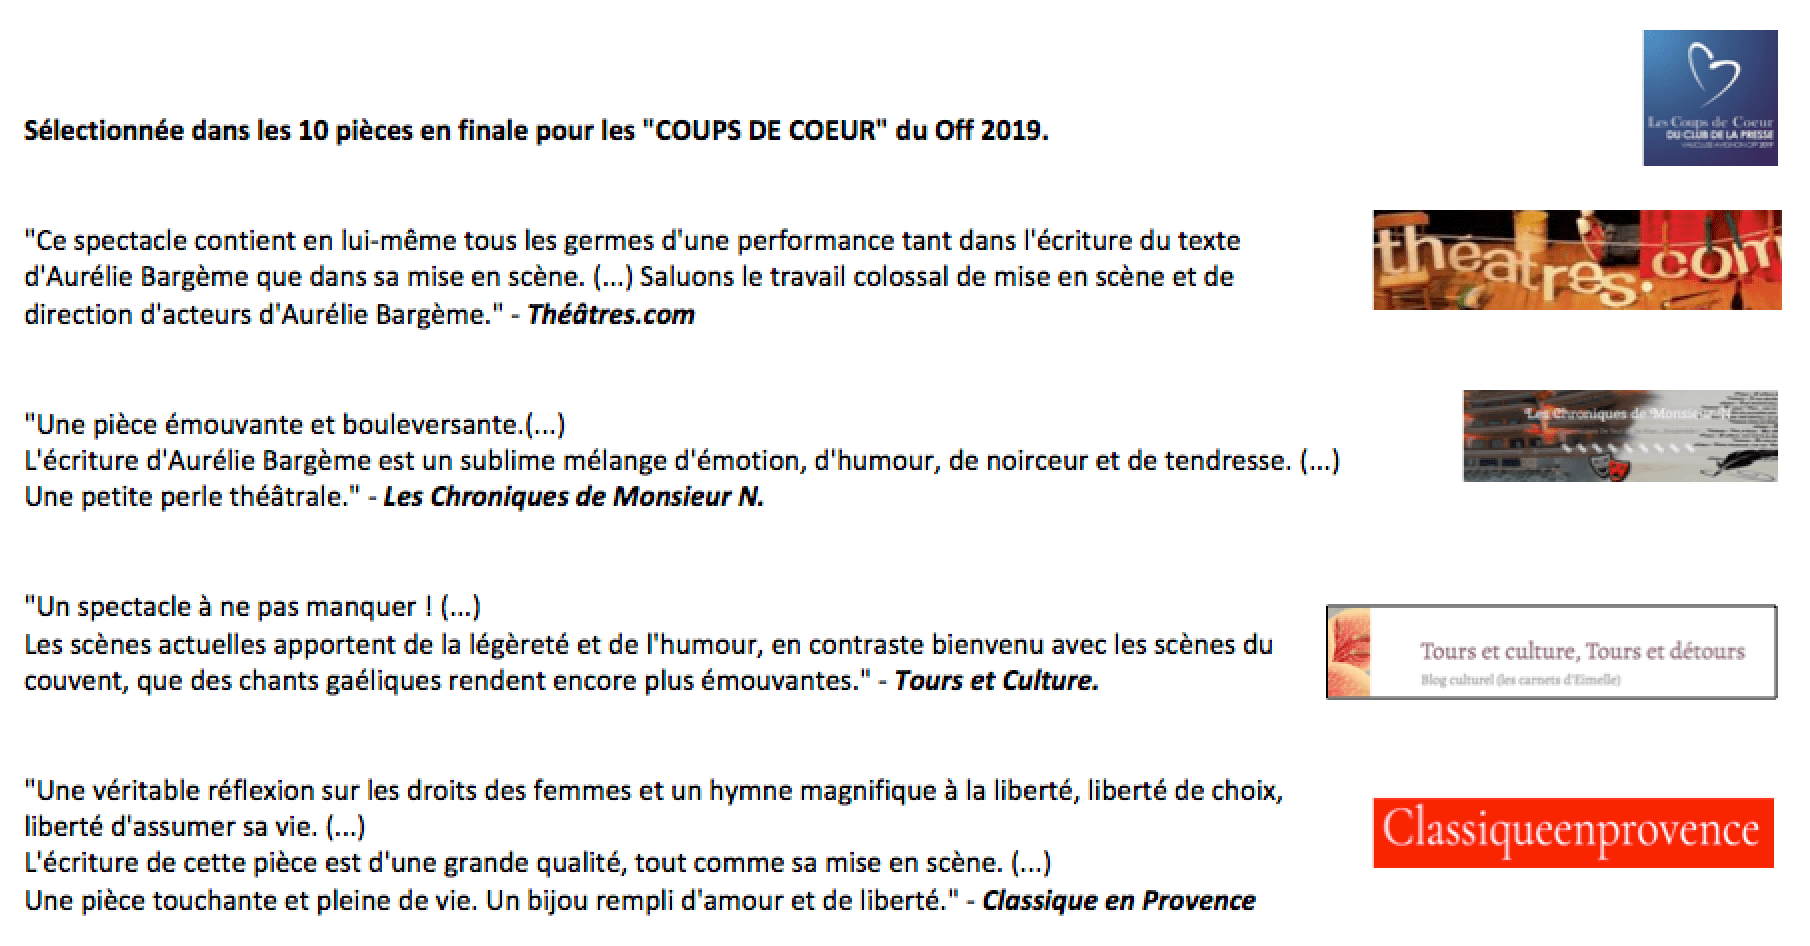 Les Coups de Coeur
DU CLUB DE LA PRESSE
VAUCLUSE AVIGNON OFF 2019
Sélectionnée dans les 10 pièces en finale pour les "COUPS DE COEUR" du Off 2019.
théatres.com
"Ce spectacle contient en lui-même tous les germes d'une performance tant dans l'écriture du texte
d'Aurélie Bargème que dans sa mise en scène. (...) Saluons le travail colossal de mise en scène et de
direction d'acteurs d'Aurélie Bargème." - Théâtres.com
Les Chroniques de Monsieur N
"Une pièce émouvante et bouleversante.(...)
L'écriture d'Aurélie Bargème est un sublime mélange d'émotion, d'humour, de noirceur et de tendresse. (...)
Une petite perle théâtrale." - Les Chroniques de Monsieur N.
"Un spectacle à ne pas manquer ! (...)
Les scènes actuelles apportent de la légèreté et de l'humour, en contraste bienvenu avec les scènes du
couvent, que des chants gaéliques rendent encore plus émouvantes." - Tours et Culture.
Tours et culture, Tours et détours
Blog culturel (les carnets d'Eimelle)
"Une véritable réflexion sur les droits des femmes et un hymne magnifique à la liberté, liberté de choix,
liberté d'assumer sa vie. (...)
L'écriture de cette pièce est d'une grande qualité, tout comme sa mise en scène. (...)
Une pièce touchante et pleine de vie. Un bijou rempli d'amour et de liberté." - Classique en Provence
Classiqueenprovence